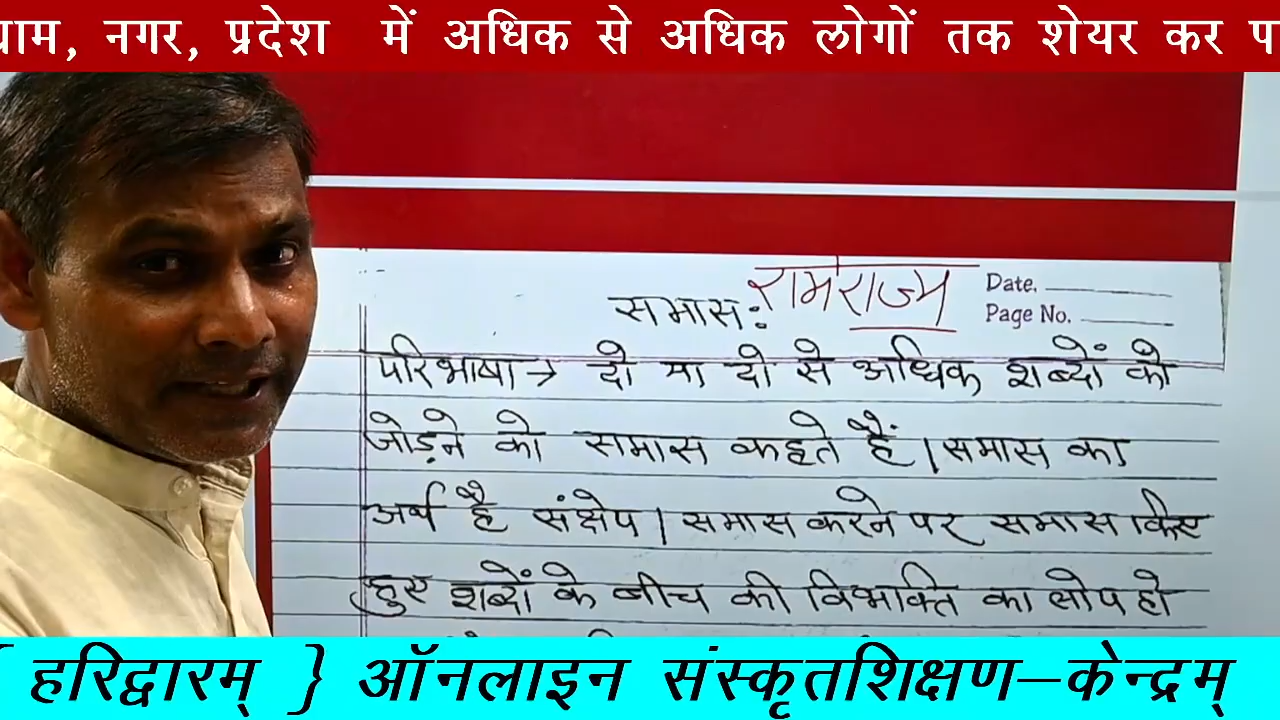 ग्राम, नगर, प्रदेश में अधिक से अधिक लोगों तक शेयर कर प
रामराज्य
समास:
Date.
Page No.
परिभाषा→ दो या दो से अधिक शब्दों को
जोड़ने को समास कहते हैं। समास का
अर्थ है संक्षेप। समास करने पर समास किए
हुए शब्दों के बीच की विभक्ति का लोप हो
{ हरिद्वारम् } ऑनलाइन संस्कृतशिक्षण–केन्द्रम्